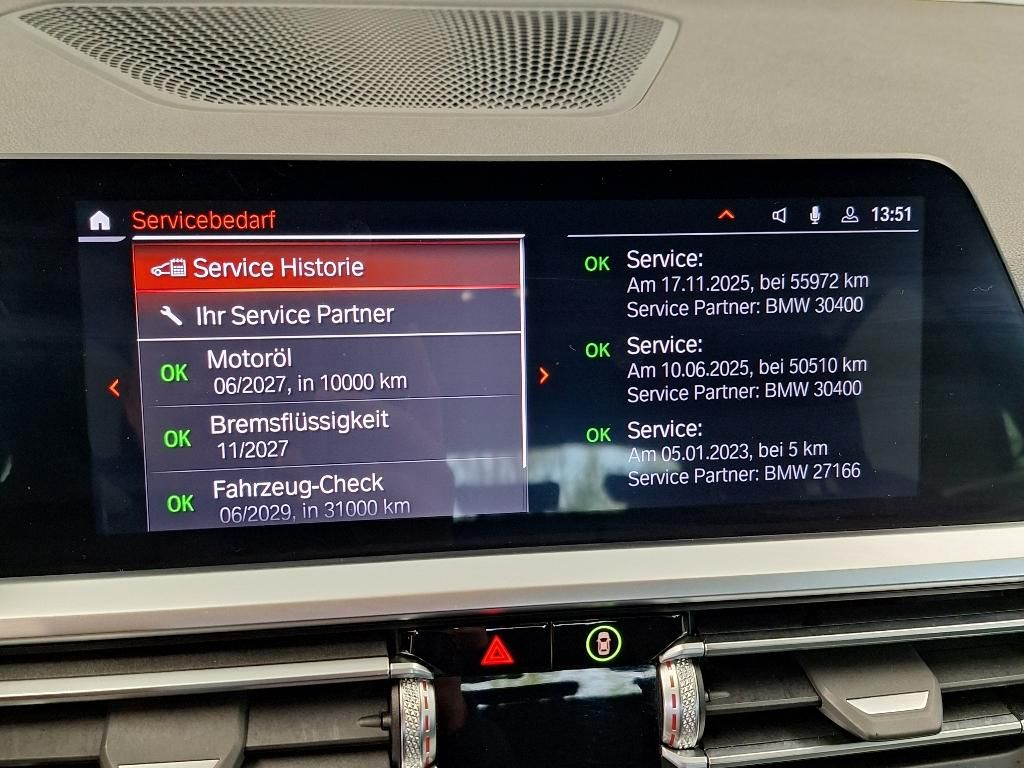 Servicebedarf
13:51
Service Historie
Ihr Service Partner
OK Motoröl
06/2027, in 10000 km
OK Bremsflüssigkeit
11/2027
OK Fahrzeug-Check
06/2029, in 31000 km
OK Service:
Am 17.11.2025, bei 55972 km
Service Partner: BMW 30400
OK Service:
Am 10.06.2025, bei 50510 km
Service Partner: BMW 30400
OK Service:
Am 05.01.2023, bei 5 km
Service Partner: BMW 27166